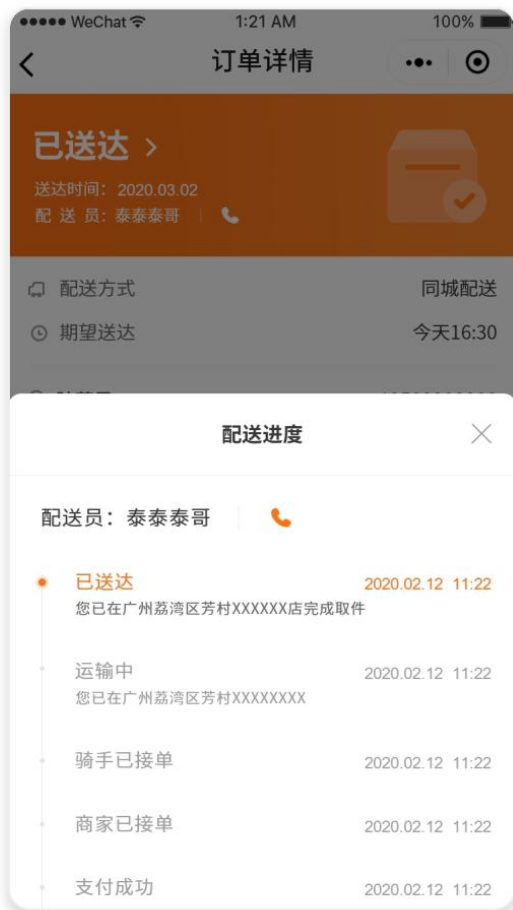 WeChat 1:21 AM 100%
订单详情
已送达
送达时间：2020.03.02
配 送 员：泰泰泰哥
配送方式 同城配送
期望送达 今天16:30
配送进度
配送员：泰泰泰哥
已送达 2020.02.12 11:22
您已在广州荔湾区芳村XXXXXX店完成取件
运输中 2020.02.12 11:22
您已在广州荔湾区芳村XXXXXXXX
骑手已接单 2020.02.12 11:22
商家已接单 2020.02.12 11:22
支付成功 2020.02.12 11:22